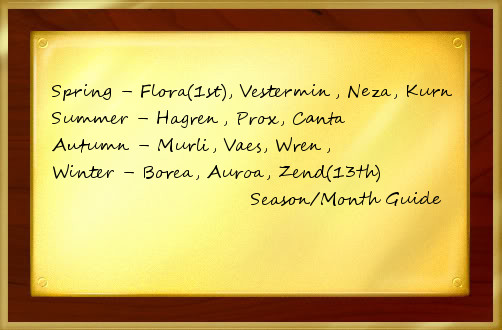 Spring – Flora(1st), Vestermin, Neza, Kurn
Summer – Hagren, Prox, Canta
Autumn – Murli, Vaes, Wren,
Winter – Borea, Auroa, Zend(13th)
Season/Month Guide